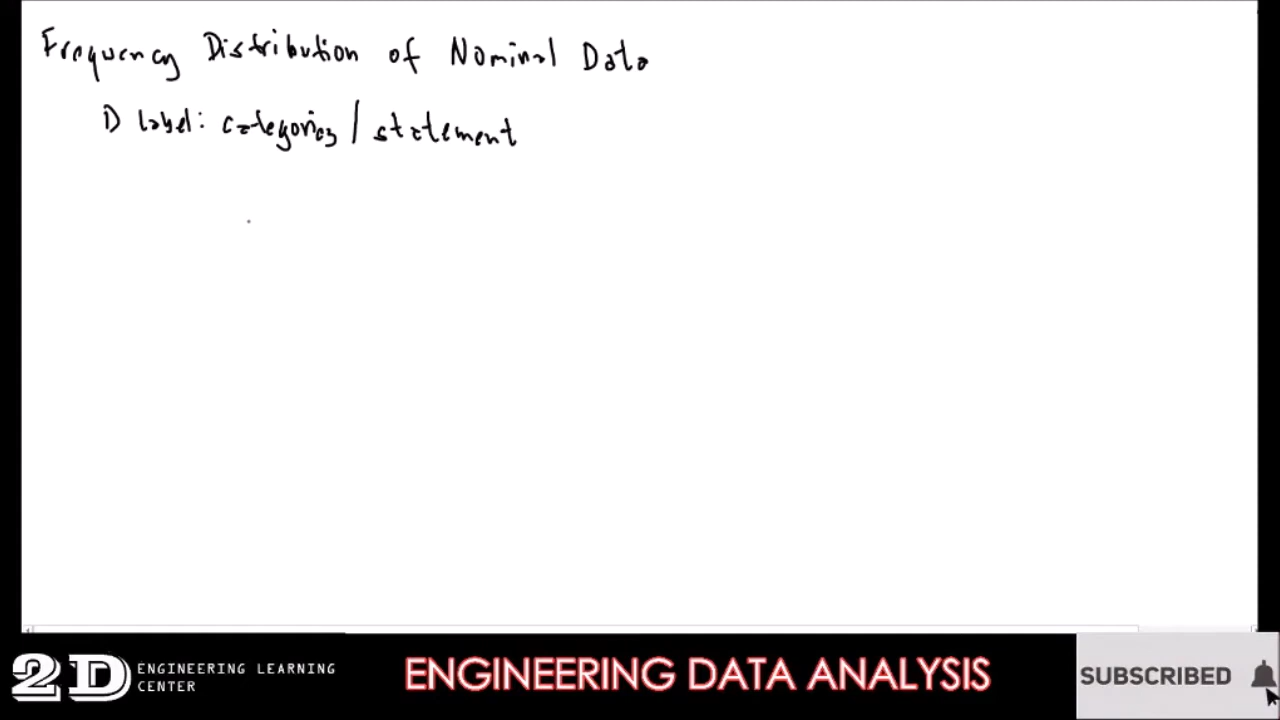 Frequency Distribution of Nominal Data
1) label: categories / statement
2D ENGINEERING LEARNING
CENTER
ENGINEERING DATA ANALYSIS
SUBSCRIBED